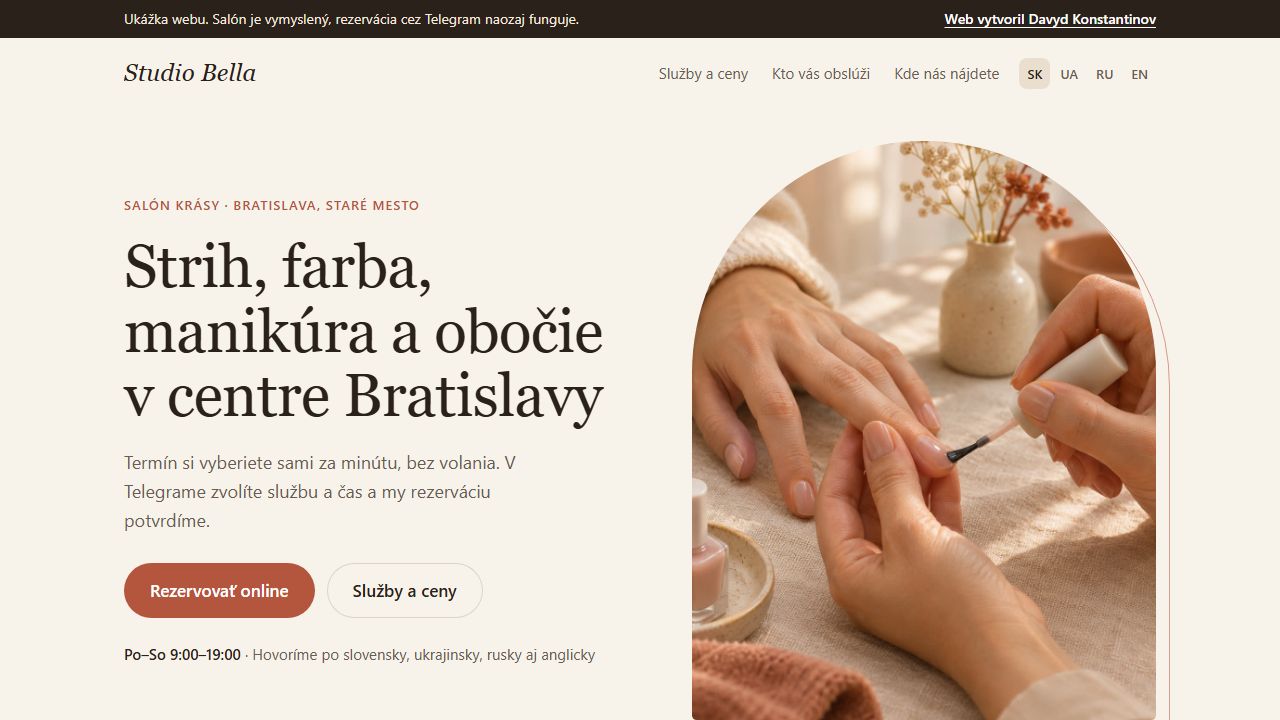 Ukážka webu. Salón je vymyslený, rezervácia cez Telegram naozaj funguje.
Web vytvoril Davyd Konstantinov
Studio Bella
Služby a ceny
Kto vás obslúži
Kde nás nájdete
SK
UA
RU
EN
SALÓN KRÁSY · BRATISLAVA, STARÉ MESTO
Strih, farba,
manikúra a obočie
v centre Bratislavy
Termín si vyberiete sami za minútu, bez volania. V
Telegrame zvolíte službu a čas a my rezerváciu
potvrdíme.
Rezervovať online
Služby a ceny
Po–So 9:00–19:00 · Hovoríme po slovensky, ukrajinsky, rusky aj anglicky